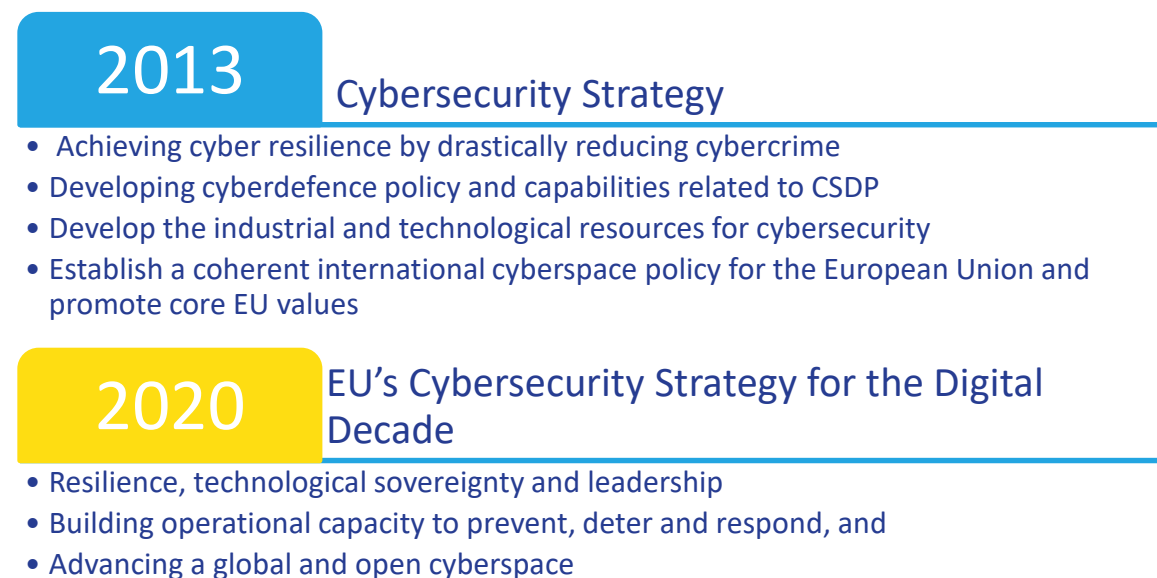 2013
Cybersecurity Strategy
• Achieving cyber resilience by drastically reducing cybercrime
• Developing cyberdefence policy and capabilities related to CSDP
• Develop the industrial and technological resources for cybersecurity
• Establish a coherent international cyberspace policy for the European Union and
promote core EU values
2020
EU’s Cybersecurity Strategy for the Digital
Decade
• Resilience, technological sovereignty and leadership
• Building operational capacity to prevent, deter and respond, and
• Advancing a global and open cyberspace